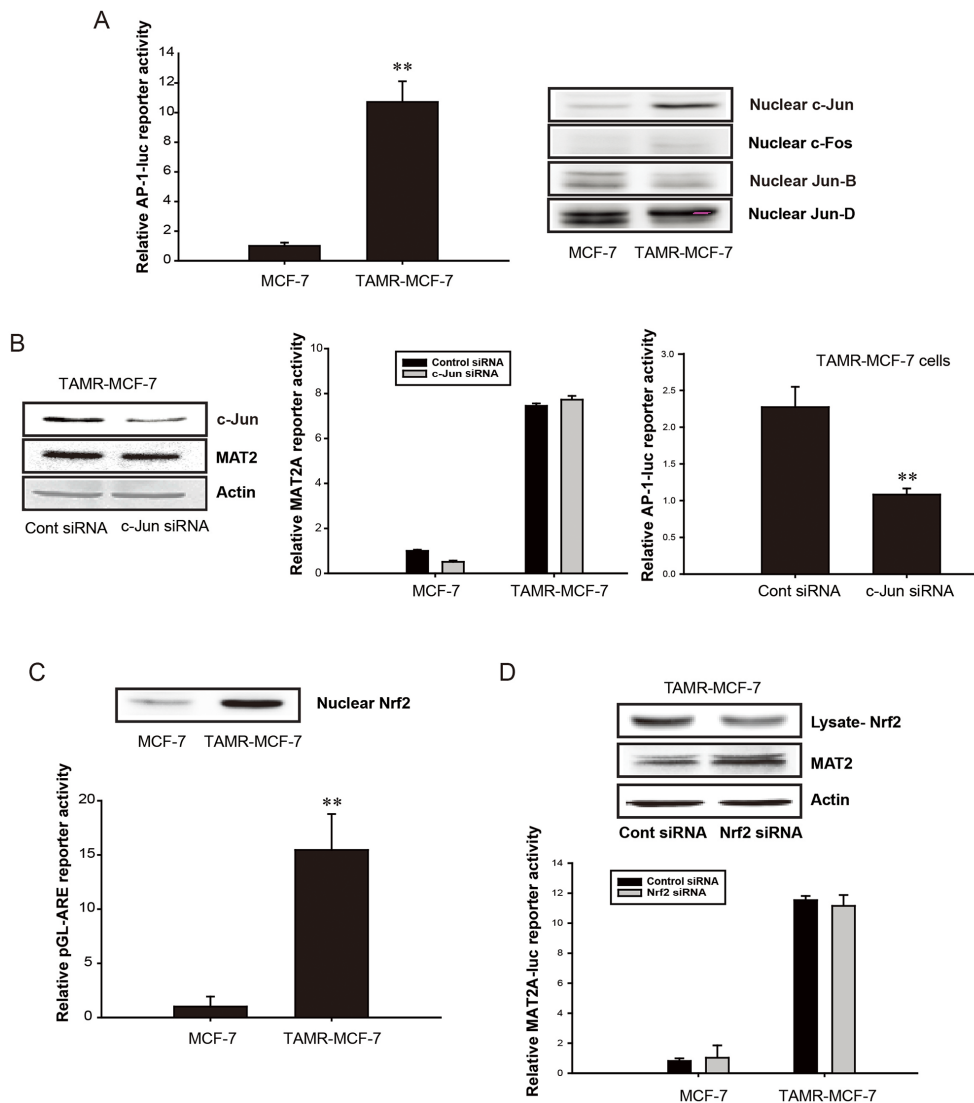 A
Relative AP-1-luc reporter activity
14
12
10
8
6
4
2
0
**
MCF-7
TAMR-MCF-7
Nuclear c-Jun
Nuclear c-Fos
Nuclear Jun-B
Nuclear Jun-D
MCF-7 TAMR-MCF-7
B
TAMR-MCF-7
c-Jun
MAT2
Actin
Cont siRNA c-Jun siRNA
Relative MAT2A reporter activity
10
8
6
4
2
0
Control siRNA
c-Jun siRNA
MCF-7
TAMR-MCF-7
Relative AP-1-luc reporter activity
3.0
2.5
2.0
1.5
1.0
0.5
0.0
TAMR-MCF-7 cells
**
Cont siRNA
c-Jun siRNA
C
Nuclear Nrf2
MCF-7 TAMR-MCF-7
Relative pGL-ARE reporter activity
20
15
10
5
0
**
MCF-7
TAMR-MCF-7
D
TAMR-MCF-7
Lysate- Nrf2
MAT2
Actin
Cont siRNA Nrf2 siRNA
Relative MAT2A-luc reporter activity
14
12
10
8
6
4
2
0
Control siRNA
Nrf2 siRNA
MCF-7
TAMR-MCF-7